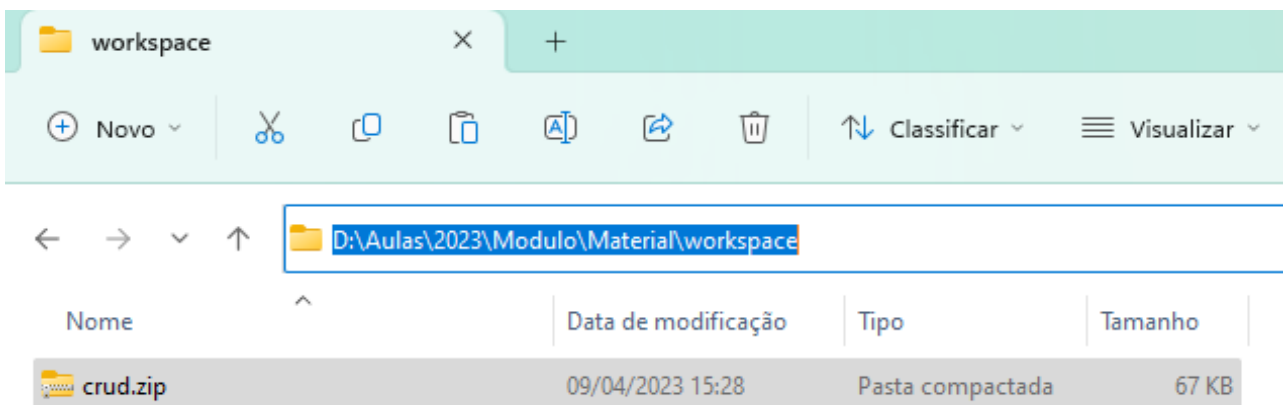 workspace
Novo
Classificar
Visualizar
D:\Aulas\2023\Modulo\Material\workspace
Nome Data de modificação Tipo Tamanho
crud.zip 09/04/2023 15:28 Pasta compactada 67 KB